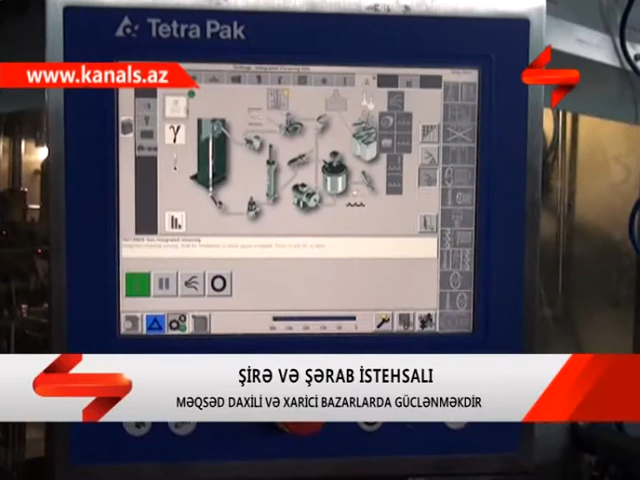 Tetra Pak
www.kanals.az
ŞİRƏ VƏ ŞƏRAB İSTEHSALI
MƏQSƏD DAXİLİ VƏ XARİCİ BAZARLARDA GÜCLƏNMƏKDİR